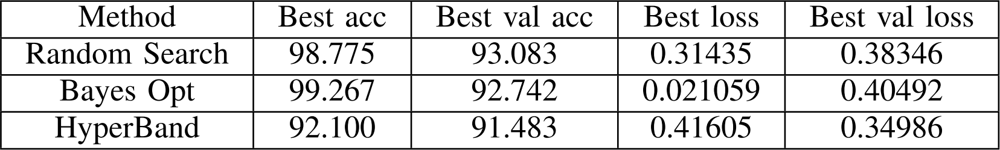 Method Best acc Best val acc Best loss Best val loss
Random Search 98.775 93.083 0.31435 0.38346
Bayes Opt 99.267 92.742 0.021059 0.40492
HyperBand 92.100 91.483 0.41605 0.34986